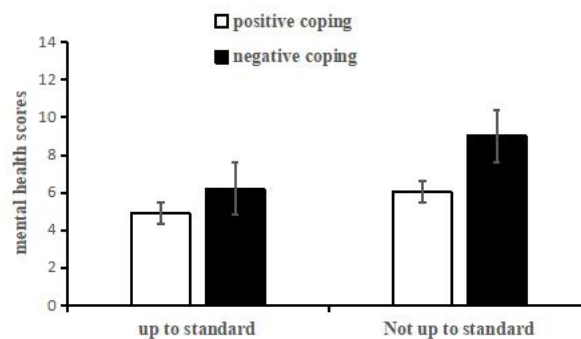 positive coping
negative coping
14
12
10
8
6
4
2
0
mental health scores
up to standard
Not up to standard